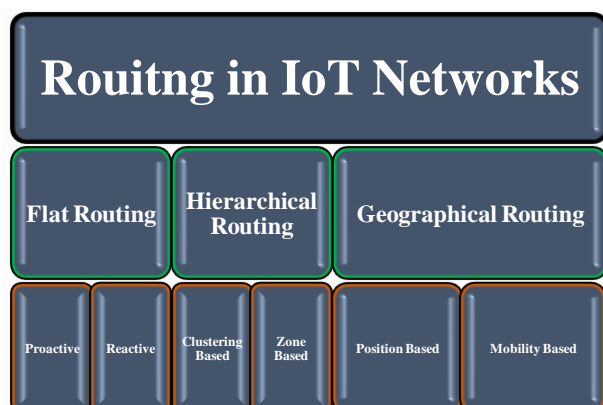 Rouitng in IoT Networks
Flat Routing
Hierarchical
Routing
Geographical Routing
Proactive
Reactive
Clustering
Based
Zone
Based
Position Based
Mobility Based